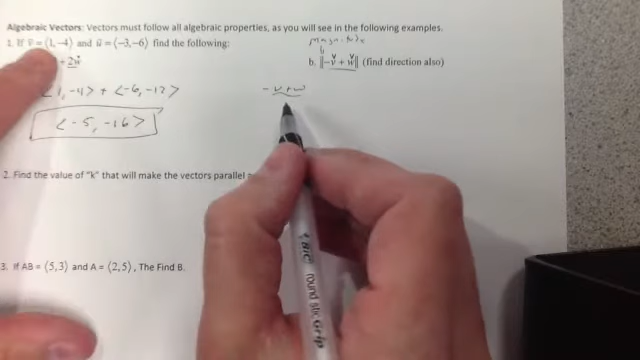 Algebraic Vectors: Vectors must follow all algebraic properties, as you will see in the following examples.
1. If v = ⟨1, −4⟩ and w = ⟨−3, −6⟩ find the following:
magnitude
+ 2w
b. ‖−v + w‖ (find direction also)
⟨1, -4⟩ + ⟨-6, -12⟩
- v + w
⟨-5, -16⟩
2. Find the value of "k" that will make the vectors parallel
3. If AB = ⟨5,3⟩ and A = ⟨2,5⟩, The Find B.
BIC round stic Grip